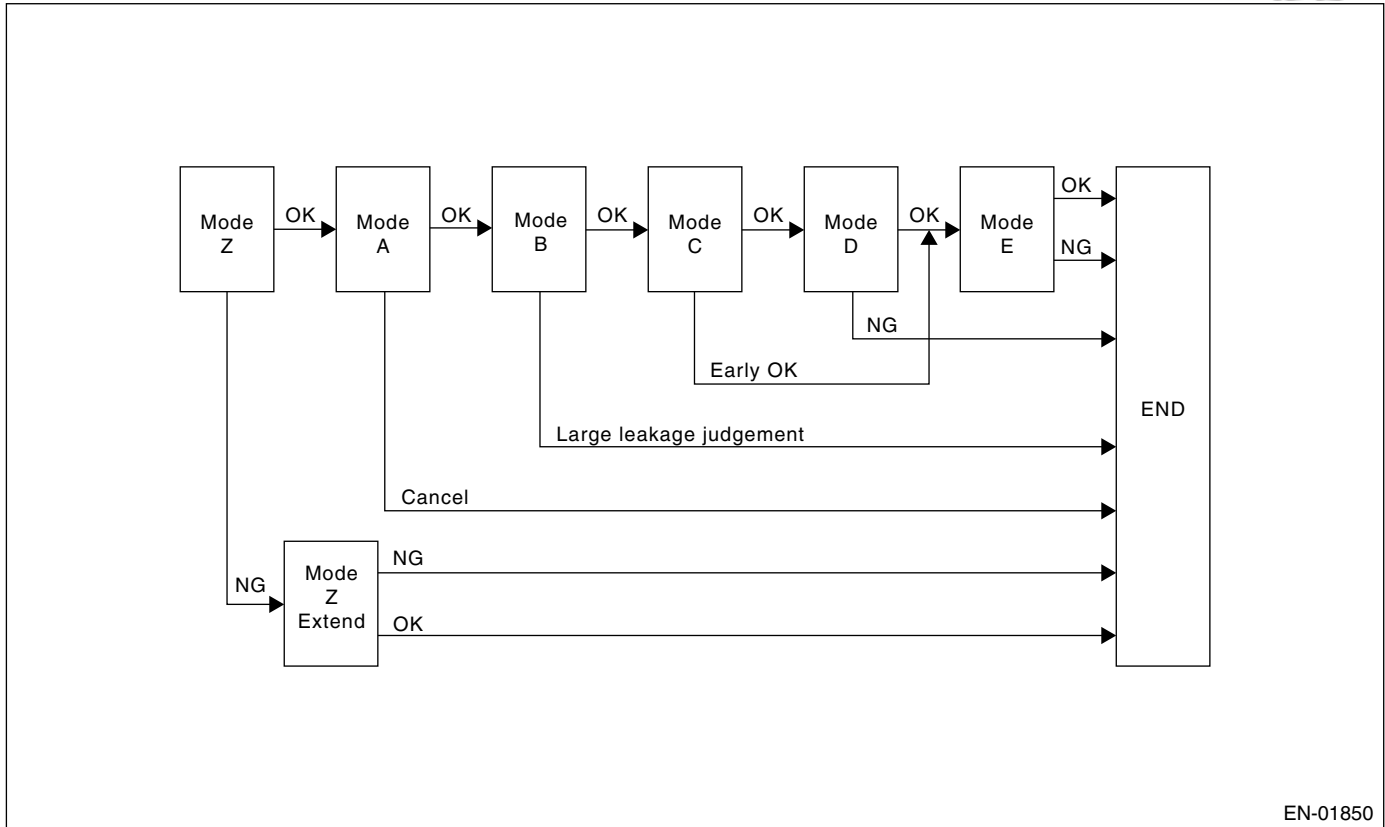 Mode
Z
OK
Mode
A
OK
Mode
B
OK
Mode
C
OK
Mode
D
OK
Mode
E
OK
NG
NG
Early OK
Large leakage judgement
Cancel
END
NG
Mode
Z
Extend
NG
OK
EN-01850